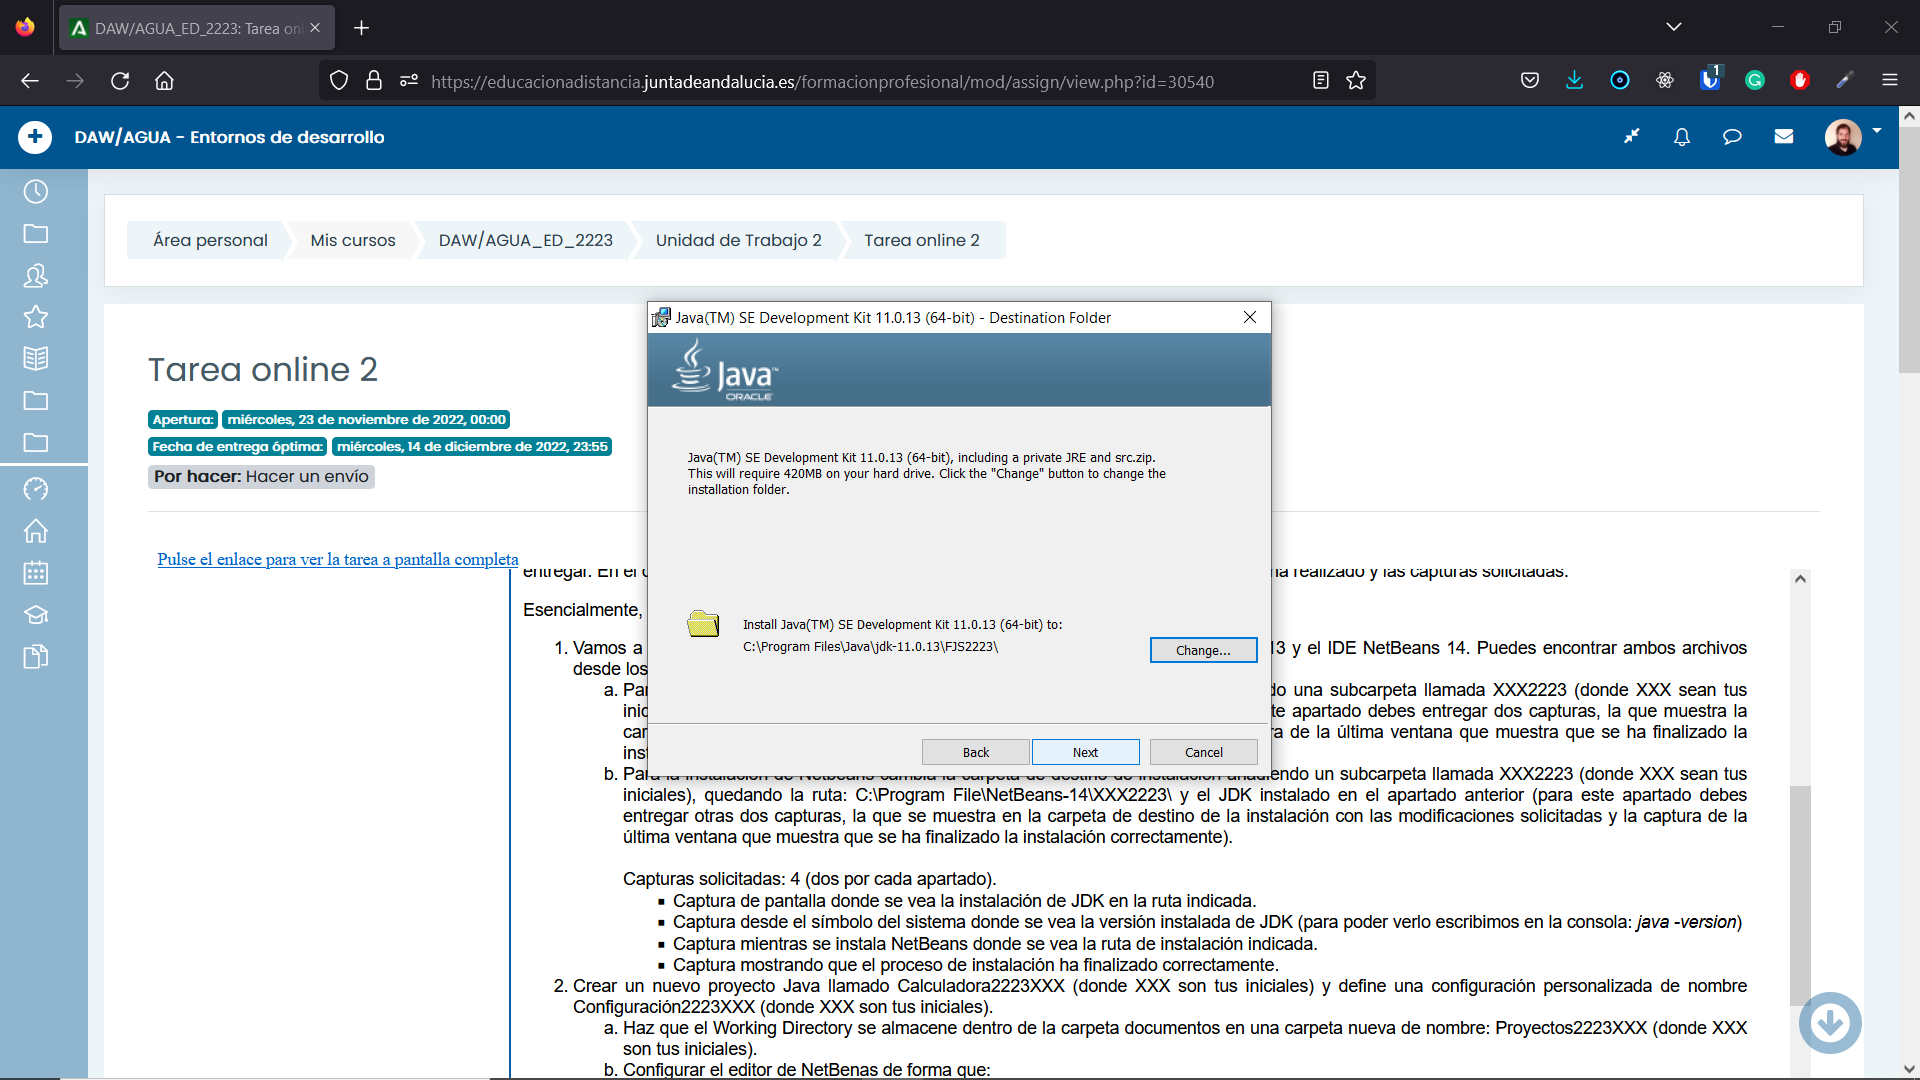 DAW/AGUA_ED_2223: Tarea onl
https://educacionadistancia.juntadeandalucia.es/formacionprofesional/mod/assign/view.php?id=30540
1
DAW/AGUA - Entornos de desarrollo
Área personal
Mis cursos
DAW/AGUA_ED_2223
Unidad de Trabajo 2
Tarea online 2
Tarea online 2
Apertura: miércoles, 23 de noviembre de 2022, 00:00
Fecha de entrega óptima: miércoles, 14 de diciembre de 2022, 23:55
Por hacer: Hacer un envío
Pulse el enlace para ver la tarea a pantalla completa
Java(TM) SE Development Kit 11.0.13 (64-bit) - Destination Folder
Java™
ORACLE
Java(TM) SE Development Kit 11.0.13 (64-bit), including a private JRE and src.zip.
This will require 420MB on your hard drive. Click the "Change" button to change the
installation folder.
Install Java(TM) SE Development Kit 11.0.13 (64-bit) to:
C:\Program Files\Java\jdk-11.0.13\FJS2223\
Change...
Back
Next
Cancel
entregar. En el
realizado y las capturas solicitadas.
Esencialmente,
1. Vamos a
13 y el IDE NetBeans 14. Puedes encontrar ambos archivos
desde los
a. Par
do una subcarpeta llamada XXX2223 (donde XXX sean tus
inic
te apartado debes entregar dos capturas, la que muestra la
car
ra de la última ventana que muestra que se ha finalizado la
inst
b. Para la instalación de Netbeans cambia la carpeta de destino de instalación añadiendo un subcarpeta llamada XXX2223 (donde XXX sean tus
iniciales), quedando la ruta: C:\Program File\NetBeans-14\XXX2223\ y el JDK instalado en el apartado anterior (para este apartado debes
entregar otras dos capturas, la que se muestra en la carpeta de destino de la instalación con las modificaciones solicitadas y la captura de la
última ventana que muestra que se ha finalizado la instalación correctamente).
Capturas solicitadas: 4 (dos por cada apartado).
▪ Captura de pantalla donde se vea la instalación de JDK en la ruta indicada.
▪ Captura desde el símbolo del sistema donde se vea la versión instalada de JDK (para poder verlo escribimos en la consola: java -version)
▪ Captura mientras se instala NetBeans donde se vea la ruta de instalación indicada.
▪ Captura mostrando que el proceso de instalación ha finalizado correctamente.
2. Crear un nuevo proyecto Java llamado Calculadora2223XXX (donde XXX son tus iniciales) y define una configuración personalizada de nombre
Configuración2223XXX (donde XXX son tus iniciales).
a. Haz que el Working Directory se almacene dentro de la carpeta documentos en una carpeta nueva de nombre: Proyectos2223XXX (donde XXX
son tus iniciales).
b. Configurar el editor de NetBenas de forma que: